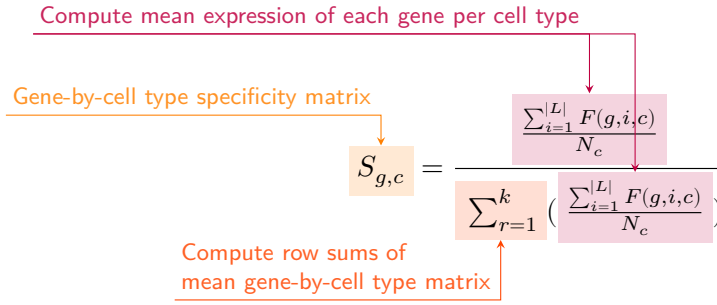 Compute mean expression of each gene per cell type
Gene-by-cell type specificity matrix
S_{g,c} = \frac{\frac{\sum_{i=1}^{|L|} F(g,i,c)}{N_c}}{\sum_{r=1}^{k} ( \frac{\sum_{i=1}^{|L|} F(g,i,c)}{N_c} )}
Compute row sums of
mean gene-by-cell type matrix